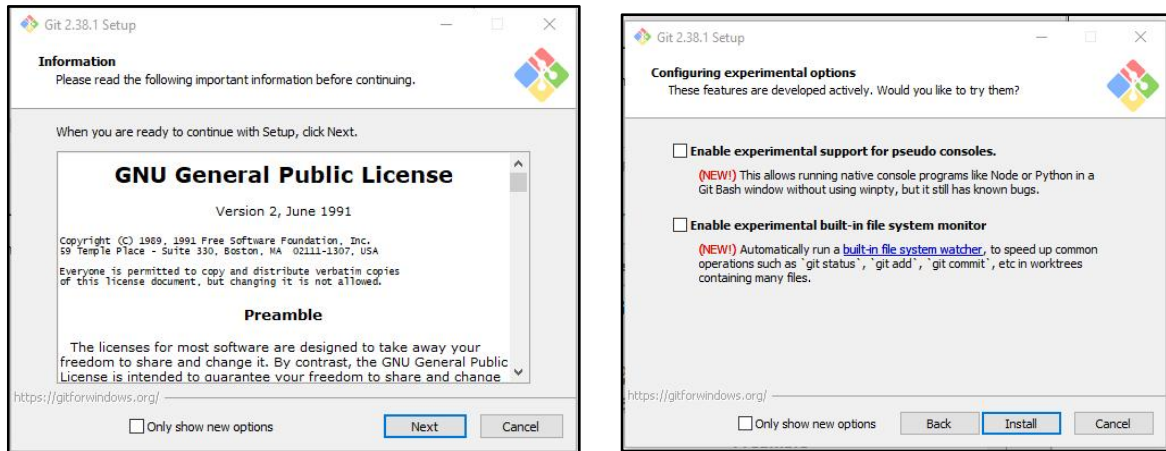 Git 2.38.1 Setup
Information
Please read the following important information before continuing.
When you are ready to continue with Setup, click Next.
GNU General Public License
Version 2, June 1991
Copyright (C) 1989, 1991 Free Software Foundation, Inc.
59 Temple Place - Suite 330, Boston, MA  02111-1307, USA
Everyone is permitted to copy and distribute verbatim copies
of this license document, but changing it is not allowed.
Preamble
The licenses for most software are designed to take away your
freedom to share and change it. By contrast, the GNU General Public
License is intended to guarantee your freedom to share and change
https://gitforwindows.org/
Only show new options
Next
Cancel
Git 2.38.1 Setup
Configuring experimental options
These features are developed actively. Would you like to try them?
Enable experimental support for pseudo consoles.
(NEW!) This allows running native console programs like Node or Python in a
Git Bash window without using winpty, but it still has known bugs.
Enable experimental built-in file system monitor
(NEW!) Automatically run a built-in file system watcher, to speed up common
operations such as `git status`, `git add`, `git commit`, etc in worktrees
containing many files.
https://gitforwindows.org/
Only show new options
Back
Install
Cancel